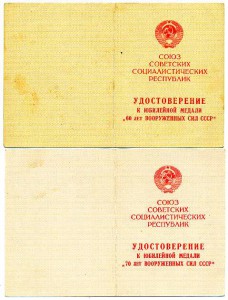 СОЮЗ
СОВЕТСКИХ
СОЦИАЛИСТИЧЕСКИХ
РЕСПУБЛИК
УДОСТОВЕРЕНИЕ
К ЮБИЛЕЙНОЙ МЕДАЛИ
„60 лет ВООРУЖЕННЫХ СИЛ СССР"
СОЮЗ
СОВЕТСКИХ
СОЦИАЛИСТИЧЕСКИХ
РЕСПУБЛИК
УДОСТОВЕРЕНИЕ
К ЮБИЛЕЙНОЙ МЕДАЛИ
„70 лет ВООРУЖЕННЫХ СИЛ СССР"